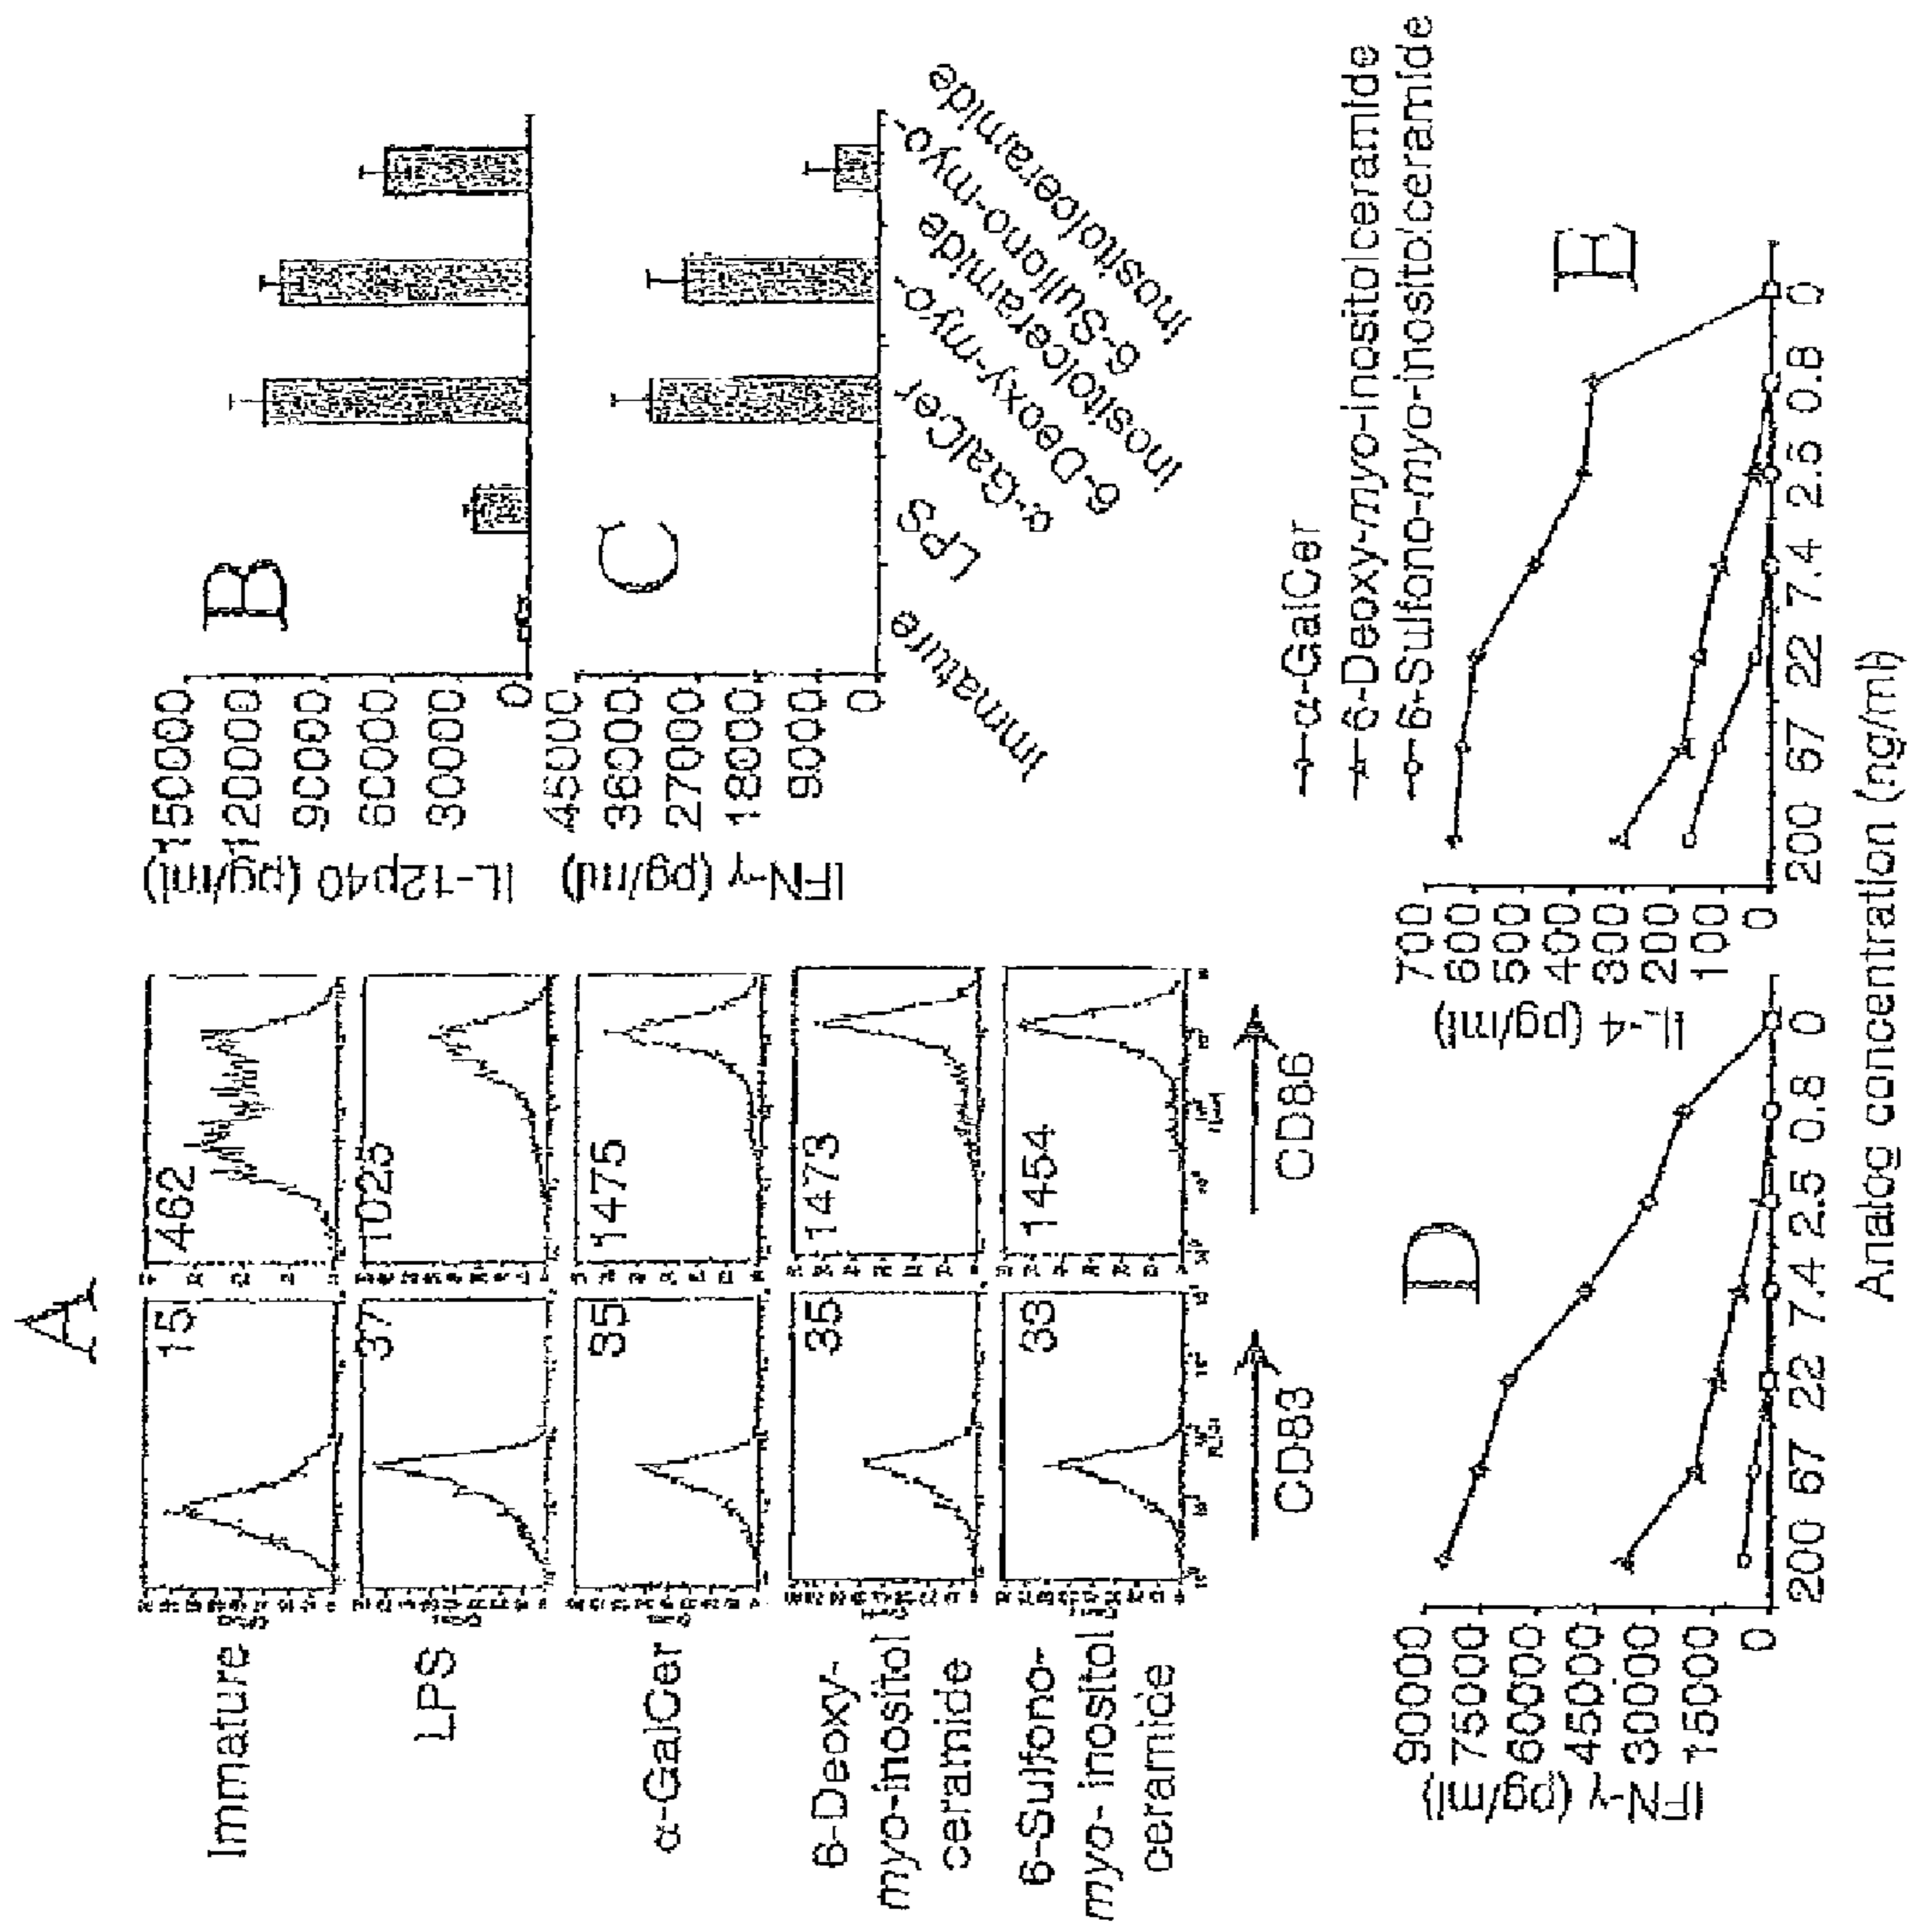 A
Immature
15
462
LPS
37
1025
α-GalCer
35
1475
6-Deoxy-
myo-inositol
ceramide
35
1473
6-Sulfono-
myo-inositol
ceramide
33
1454
CD83
CD86
B
IL-12p40 (pg/ml)
150000
120000
90000
60000
30000
0
C
IFN-γ (pg/ml)
45000
36000
27000
18000
9000
0
Immature
LPS
α-GalCer
6-Deoxy-myo-
inositolceramide
6-Sulfono-myo-
inositolceramide
α-GalCer
6-Deoxy-myo-inositolceramide
6-Sulfono-myo-inositolceramide
D
IFN-γ (pg/ml)
90000
75000
60000
45000
30000
15000
0
200 67 22 7.4 2.5 0.8 0
E
IL-4 (pg/ml)
700
600
500
400
300
200
100
0
200 67 22 7.4 2.5 0.8 0
Analog concentration (ng/ml)